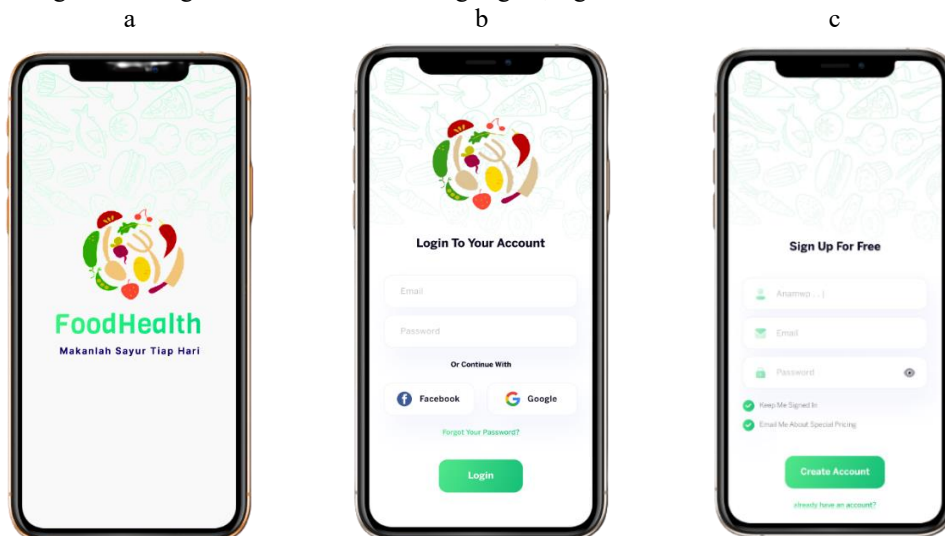 a
b
c
FoodHealth
Makanlah Sayur Tiap Hari
Login To Your Account
Email
Password
Or Continue With
Facebook
Google
Forgot Your Password?
Login
Sign Up For Free
Email
Password
Keep Me Signed In
Email Me About Special Pricing
Create Account
already have an account?